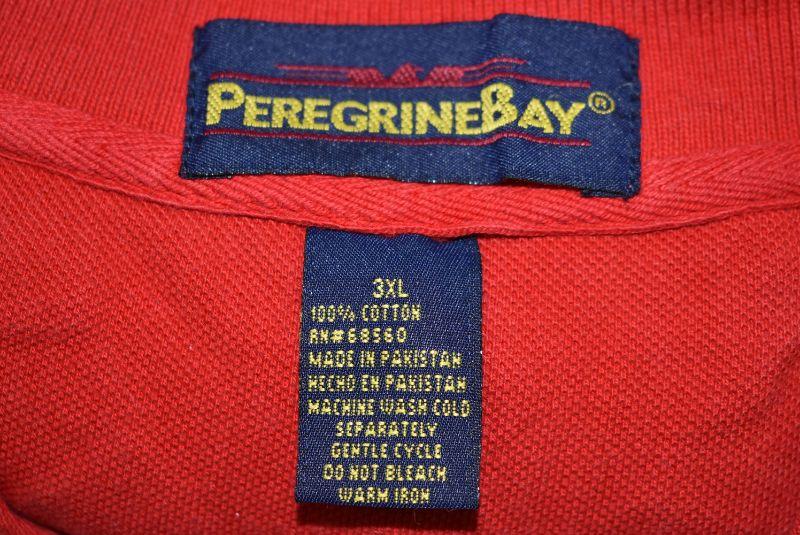 PEREGRINEBAY®
3XL
100% COTTON
RN#68560
MADE IN PAKISTAN
HECHO EN PAKISTAN
MACHINE WASH COLD
SEPARATELY
GENTLE CYCLE
DO NOT BLEACH
WARM IRON